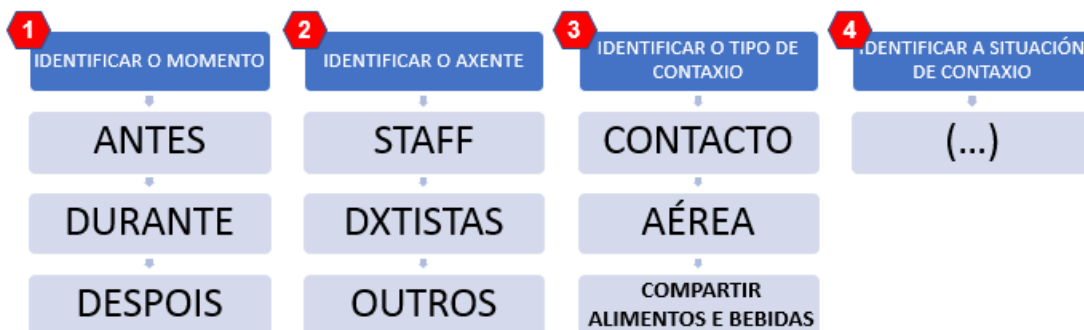 1
IDENTIFICAR O MOMENTO
ANTES
DURANTE
DESPOIS
2
IDENTIFICAR O AXENTE
STAFF
DXTISTAS
OUTROS
3
IDENTIFICAR O TIPO DE
CONTAXIO
CONTACTO
AÉREA
COMPARTIR
ALIMENTOS E BEBIDAS
4
IDENTIFICAR A SITUACIÓN
DE CONTAXIO
(...)